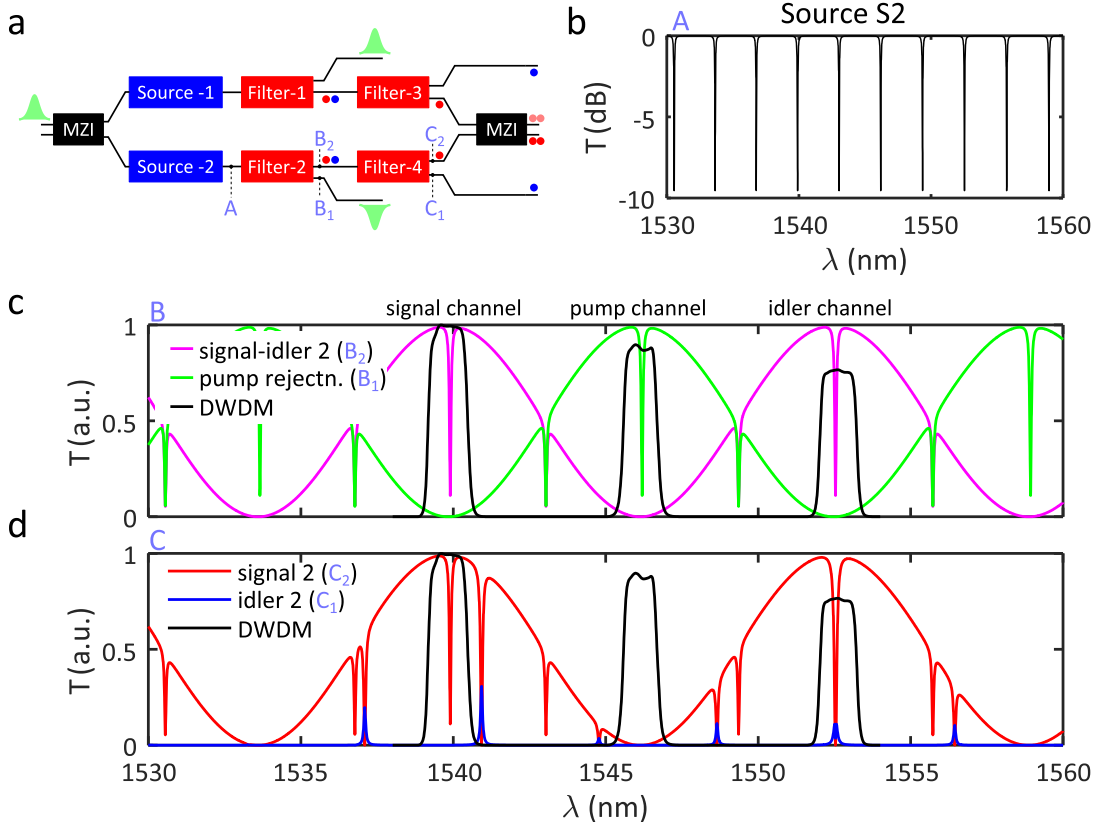 a
MZI
Source -1
Filter-1
Filter-3
MZI
Source -2
Filter-2
Filter-4
A
B2
B1
C2
C1
b
Source S2
A
T (dB)
0
-5
-10
1530
1540
1550
1560
λ (nm)
c
B
signal channel
pump channel
idler channel
signal-idler 2 (B2)
pump rejectn. (B1)
DWDM
T (a.u.)
1
0.5
0
d
C
signal 2 (C2)
idler 2 (C1)
DWDM
T (a.u.)
1
0.5
0
1530
1535
1540
1545
1550
1555
1560
λ (nm)